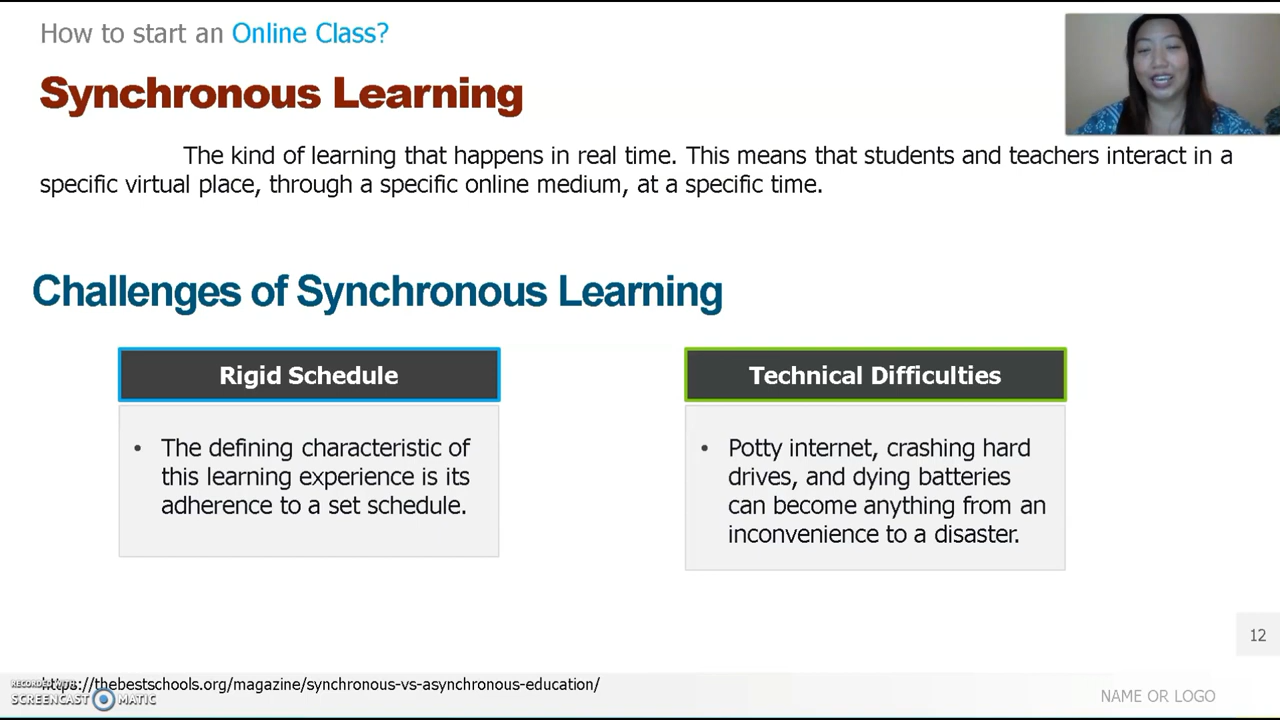 How to start an Online Class?
Synchronous Learning
The kind of learning that happens in real time. This means that students and teachers interact in a
specific virtual place, through a specific online medium, at a specific time.
Challenges of Synchronous Learning
Rigid Schedule
• The defining characteristic of
this learning experience is its
adherence to a set schedule.
Technical Difficulties
• Potty internet, crashing hard
drives, and dying batteries
can become anything from an
inconvenience to a disaster.
12
https://thebestschools.org/magazine/synchronous-vs-asynchronous-education/
RECORDED WITH
SCREENCAST MATIC
NAME OR LOGO